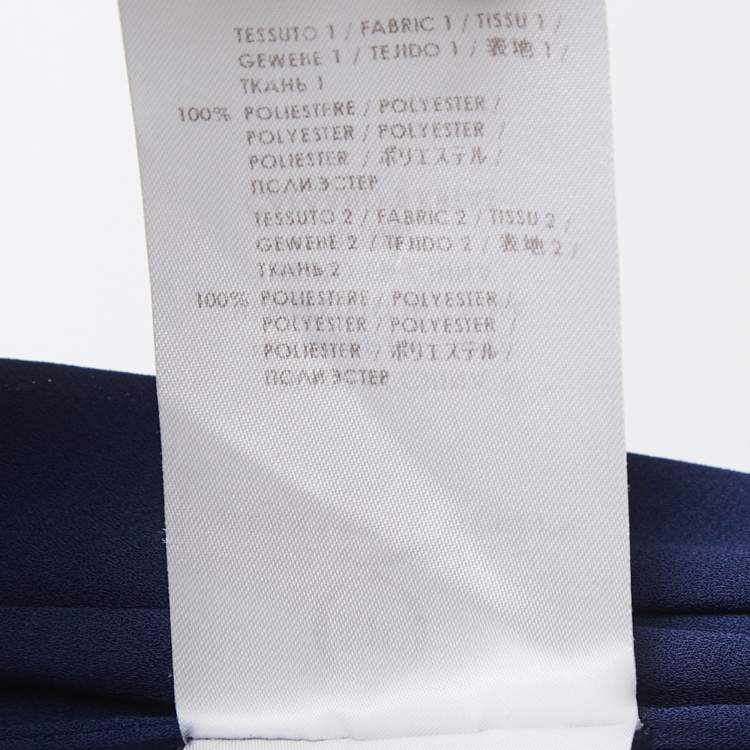 TESSUTO 1 / FABRIC 1 / TISSU 1 /
GEWEBE 1 / TEJIDO 1 / 表地 1 /
ТКАНЬ 1
100% POLIESTERE / POLYESTER /
POLYESTER / POLYESTER /
POLIESTER / ポリエステル /
ПСЛИЭСТЕР
TESSUTO 2 / FABRIC 2 / TISSU 2 /
GEWEBE 2 / TEJIDO 2 / 表地 2 /
ТКАНЬ 2
100% POLIESTERE / POLYESTER /
POLYESTER / POLYESTER /
POLIESTER / ポリエステル /
ПСЛИЭСТЕР